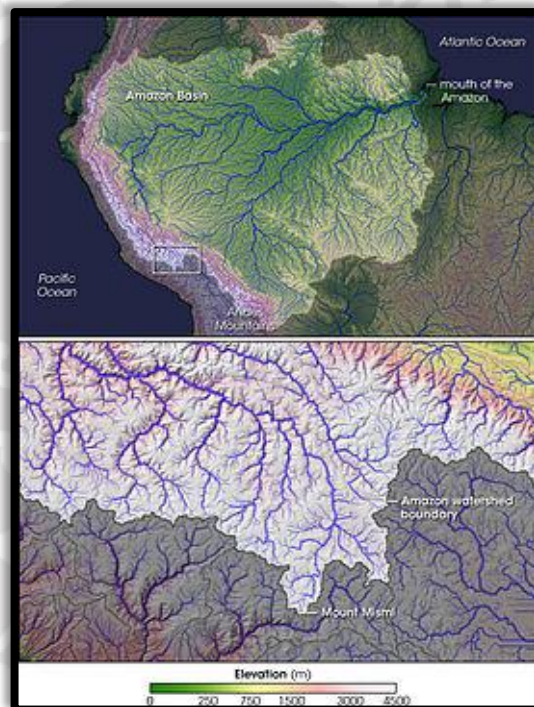 Atlantic Ocean
Amazon Basin
mouth of the
Amazon
Pacific
Ocean
Mountains
Amazon watershed
boundary
Mount Mismi
Elevation (m)
0 250 750 1500 3000 4500